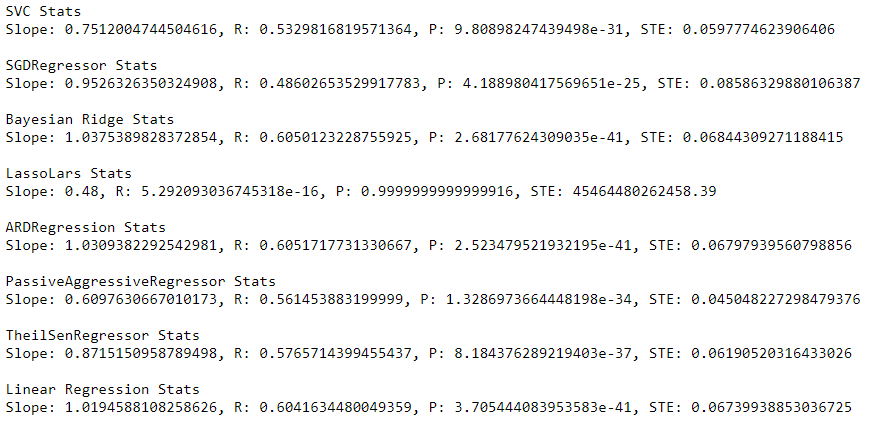 SVC Stats
Slope: 0.7512004744504616, R: 0.5329816819571364, P: 9.80898247439498e-31, STE: 0.0597774623906406
SGDRegressor Stats
Slope: 0.9526326350324908, R: 0.48602653529917783, P: 4.188980417569651e-25, STE: 0.08586329880106387
Bayesian Ridge Stats
Slope: 1.0375389828372854, R: 0.6050123228755925, P: 2.68177624309035e-41, STE: 0.06844309271188415
LassoLars Stats
Slope: 0.48, R: 5.292093036745318e-16, P: 0.9999999999999916, STE: 45464480262458.39
ARDRegression Stats
Slope: 1.0309382292542981, R: 0.6051717731330667, P: 2.523479521932195e-41, STE: 0.06797939560798856
PassiveAggressiveRegressor Stats
Slope: 0.6097630667010173, R: 0.561453883199999, P: 1.3286973664448198e-34, STE: 0.045048227298479376
TheilSenRegressor Stats
Slope: 0.8715150958789498, R: 0.5765714399455437, P: 8.184376289219403e-37, STE: 0.06190520316433026
Linear Regression Stats
Slope: 1.0194588108258626, R: 0.6041634480049359, P: 3.705444083953583e-41, STE: 0.06739938853036725